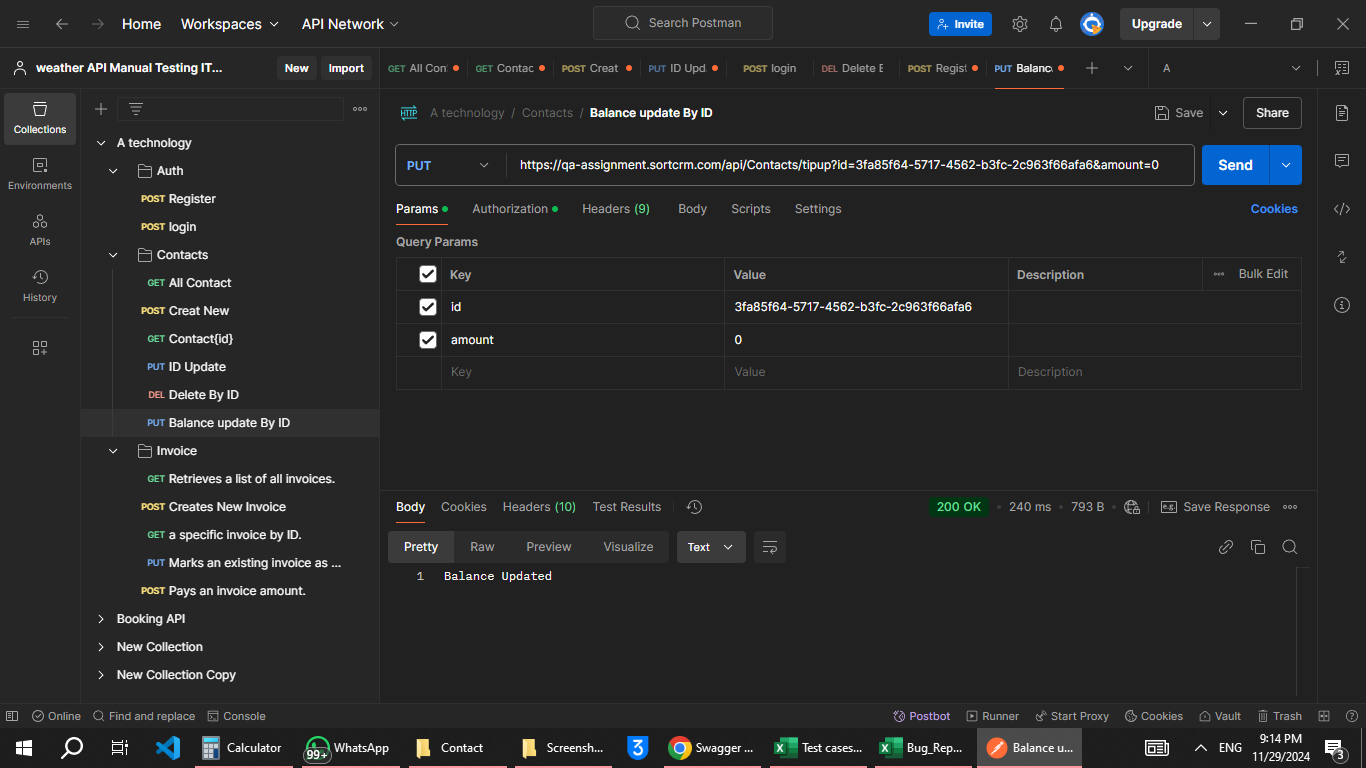 Home
Workspaces
API Network
Search Postman
Invite
Upgrade
weather API Manual Testing IT...
New
Import
GET All Con
GET Contac
POST Creat
PUT ID Upd.
POST login
DEL Delete E
POST Regist
PUT Balanc
A
Collections
Environments
APIs
History
A technology
Auth
POST Register
POST login
Contacts
GET All Contact
POST Creat New
GET Contact{id}
PUT ID Update
DEL Delete By ID
PUT Balance update By ID
Invoice
GET Retrieves a list of all invoices.
POST Creates New Invoice
GET a specific invoice by ID.
PUT Marks an existing invoice as ...
POST Pays an invoice amount.
Booking API
New Collection
New Collection Copy
HTTP A technology / Contacts / Balance update By ID
Save
Share
PUT
https://qa-assignment.sortcrm.com/api/Contacts/tipup?id=3fa85f64-5717-4562-b3fc-2c963f66afa6&amount=0
Send
Params Authorization Headers (9) Body Scripts Settings
Cookies
Query Params
Key Value Description Bulk Edit
id 3fa85f64-5717-4562-b3fc-2c963f66afa6
amount 0
Key Value Description
Body Cookies Headers (10) Test Results
200 OK 240 ms 793 B
e.g. Save Response
Pretty Raw Preview Visualize
Text
1 Balance Updated
Online Find and replace Console
Postbot Runner Start Proxy Cookies Vault Trash
Calculator
99+ WhatsApp
Contact
Screensh...
3
Swagger ...
Test cases...
Bug_Rep...
Balance u...
ENG
9:14 PM
11/29/2024
3